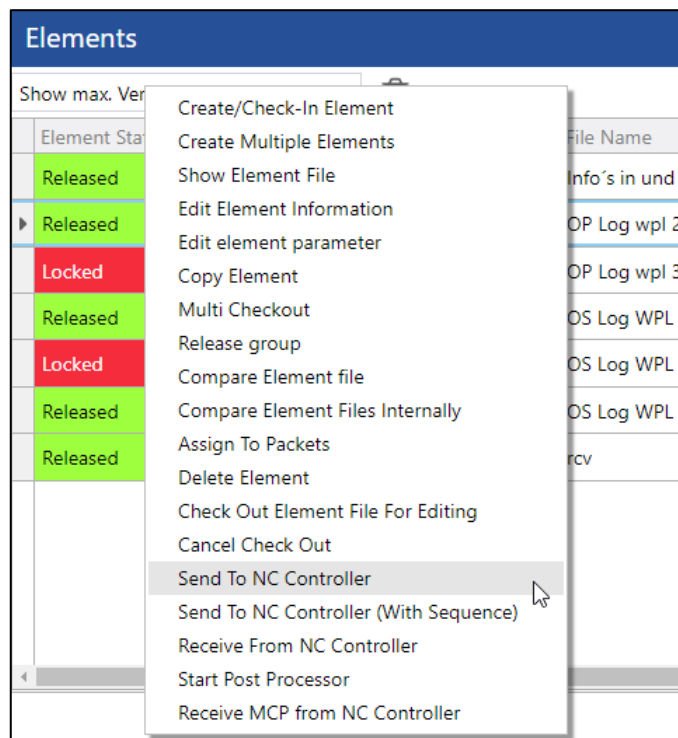 Elements
Show max. Ver
Element Sta File Name
Released Info´s in und
Released OP Log wpl 2
Locked OP Log wpl 3
Released OS Log WPL
Locked OS Log WPL
Released OS Log WPL
Released rcv
Create/Check-In Element
Create Multiple Elements
Show Element File
Edit Element Information
Edit element parameter
Copy Element
Multi Checkout
Release group
Compare Element file
Compare Element Files Internally
Assign To Packets
Delete Element
Check Out Element File For Editing
Cancel Check Out
Send To NC Controller
Send To NC Controller (With Sequence)
Receive From NC Controller
Start Post Processor
Receive MCP from NC Controller